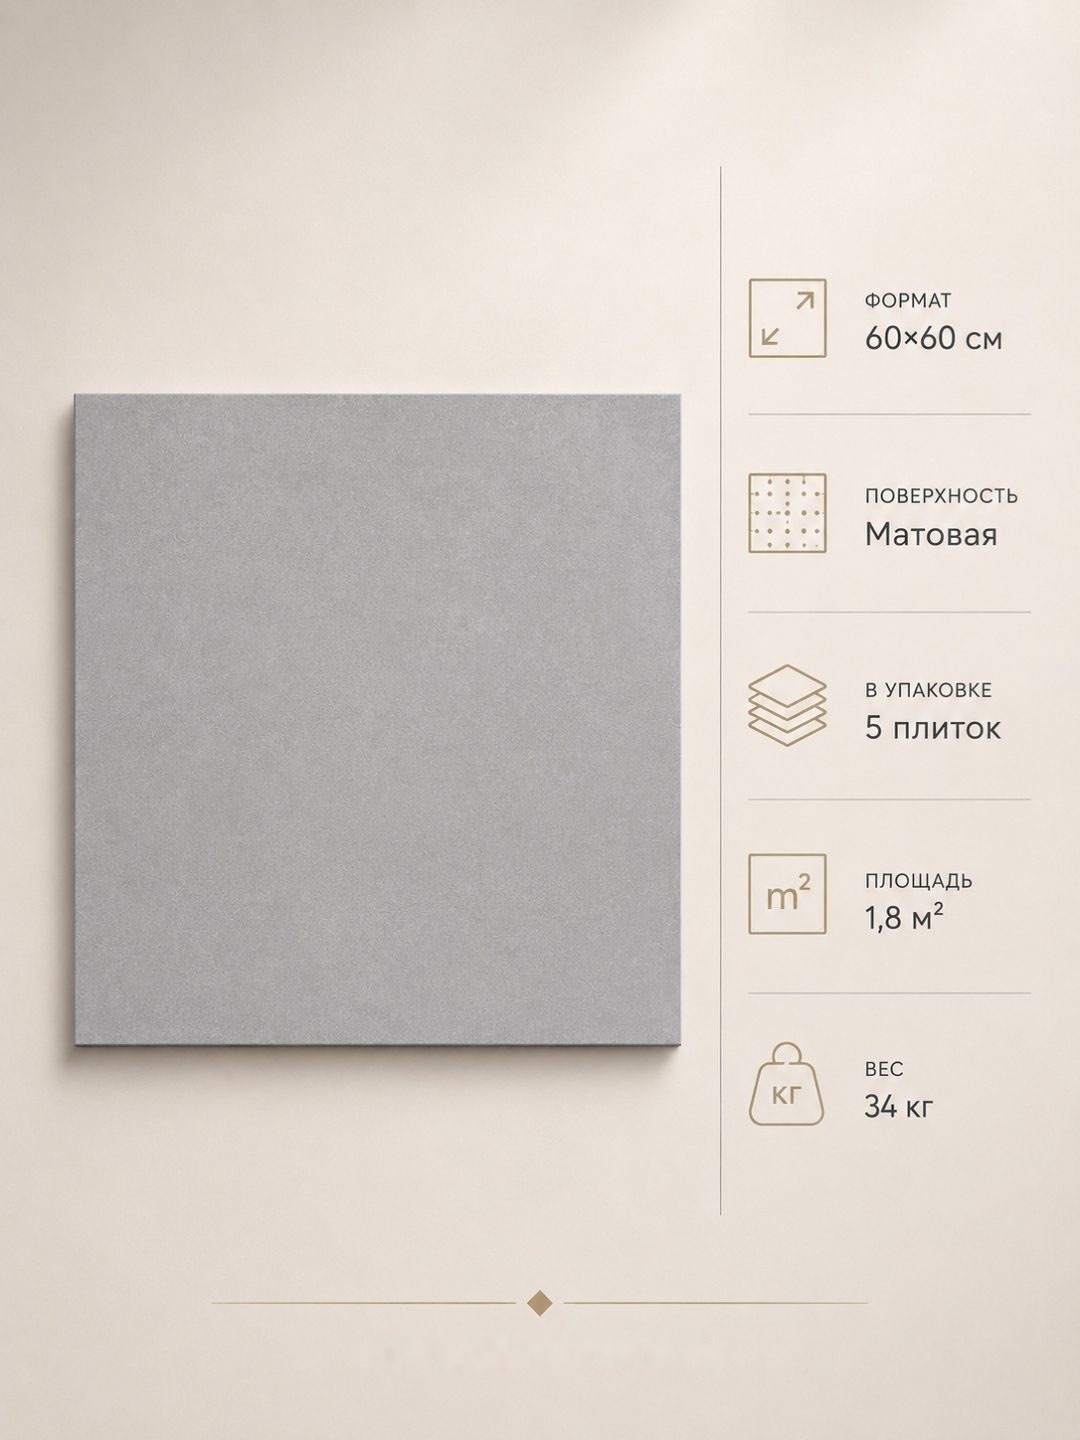 ФОРМАТ
60×60 см
ПОВЕРХНОСТЬ
Матовая
В УПАКОВКЕ
5 плиток
m²
ПЛОЩАДЬ
1,8 м²
ВЕС
кг
34 кг